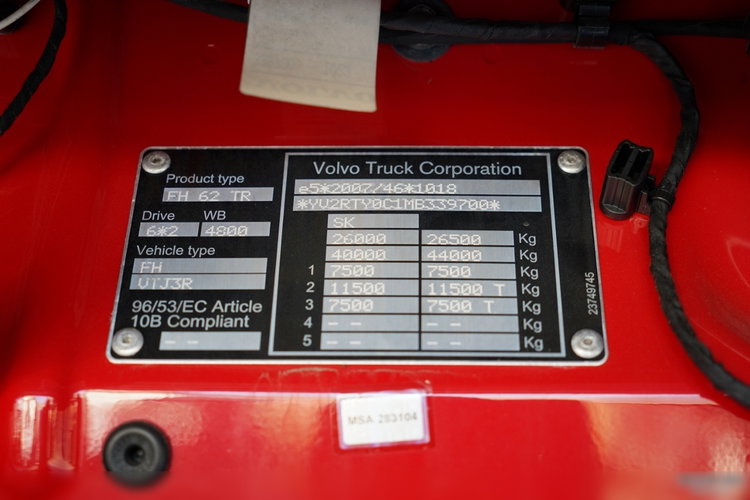 Product type
FH 62 TR
Drive WB
6*2 4800
Vehicle type
FH
VTJ3R
96/53/EC Article
10B Compliant
- -
Volvo Truck Corporation
e5*2007/46*1018
*YV2RTY0C1MB339700*
SK
26000 26500 Kg
40000 44000 Kg
1 7500 7500 Kg
2 11500 11500 T Kg
3 7500 7500 T Kg
4 - - - - Kg
5 - - - - Kg
23749745
MSA 283104